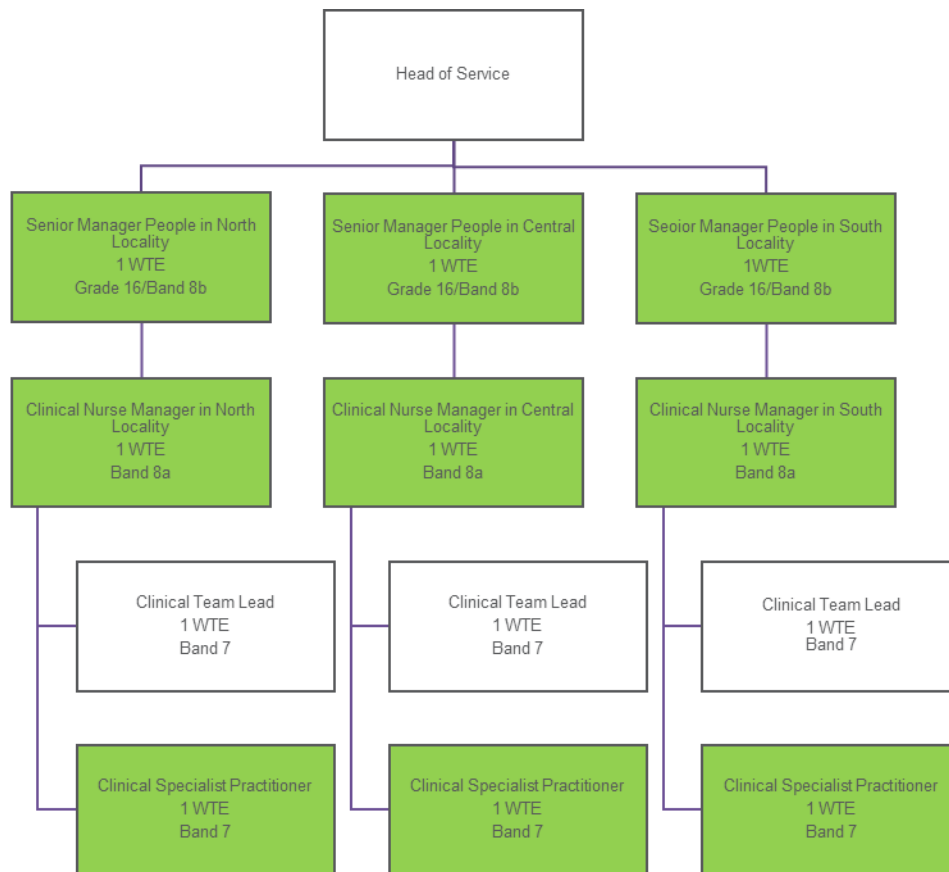 Head of Service
Senior Manager People in North
Locality
1 WTE
Grade 16/Band 8b
Senior Manager People in Central
Locality
1 WTE
Grade 16/Band 8b
Seoior Manager People in South
Locality
1WTE
Grade 16/Band 8b
Clinical Nurse Manager in North
Locality
1 WTE
Band 8a
Clinical Nurse Manager in Central
Locality
1 WTE
Band 8a
Clinical Nurse Manager in South
Locality
1 WTE
Band 8a
Clinical Team Lead
1 WTE
Band 7
Clinical Team Lead
1 WTE
Band 7
Clinical Team Lead
1 WTE
Band 7
Clinical Specialist Practitioner
1 WTE
Band 7
Clinical Specialist Practitioner
1 WTE
Band 7
Clinical Specialist Practitioner
1 WTE
Band 7